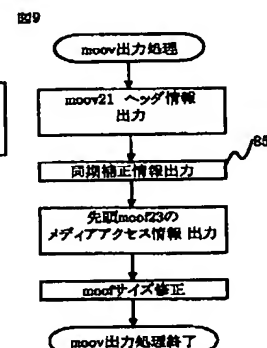 図9
moov出力処理
moov21 ヘッダ情報
出力
85
同期補正情報出力
先頭moof23の
メディアアクセス情報 出力
moofサイズ修正
moov出力処理終了